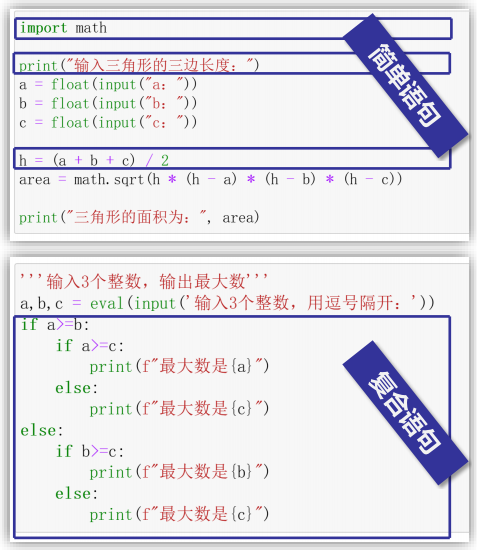 import math
print("输入三角形的三边长度：")
a = float(input("a："))
b = float(input("b："))
c = float(input("c："))
h = (a + b + c) / 2
area = math.sqrt(h * (h - a) * (h - b) * (h - c))
print("三角形的面积为：", area)
简单语句
'''输入3个整数，输出最大数'''
a,b,c = eval(input('输入3个整数，用逗号隔开：'))
if a>=b:
    if a>=c:
        print(f"最大数是{a}")
    else:
        print(f"最大数是{c}")
else:
    if b>=c:
        print(f"最大数是{b}")
    else:
        print(f"最大数是{c}")
复合语句